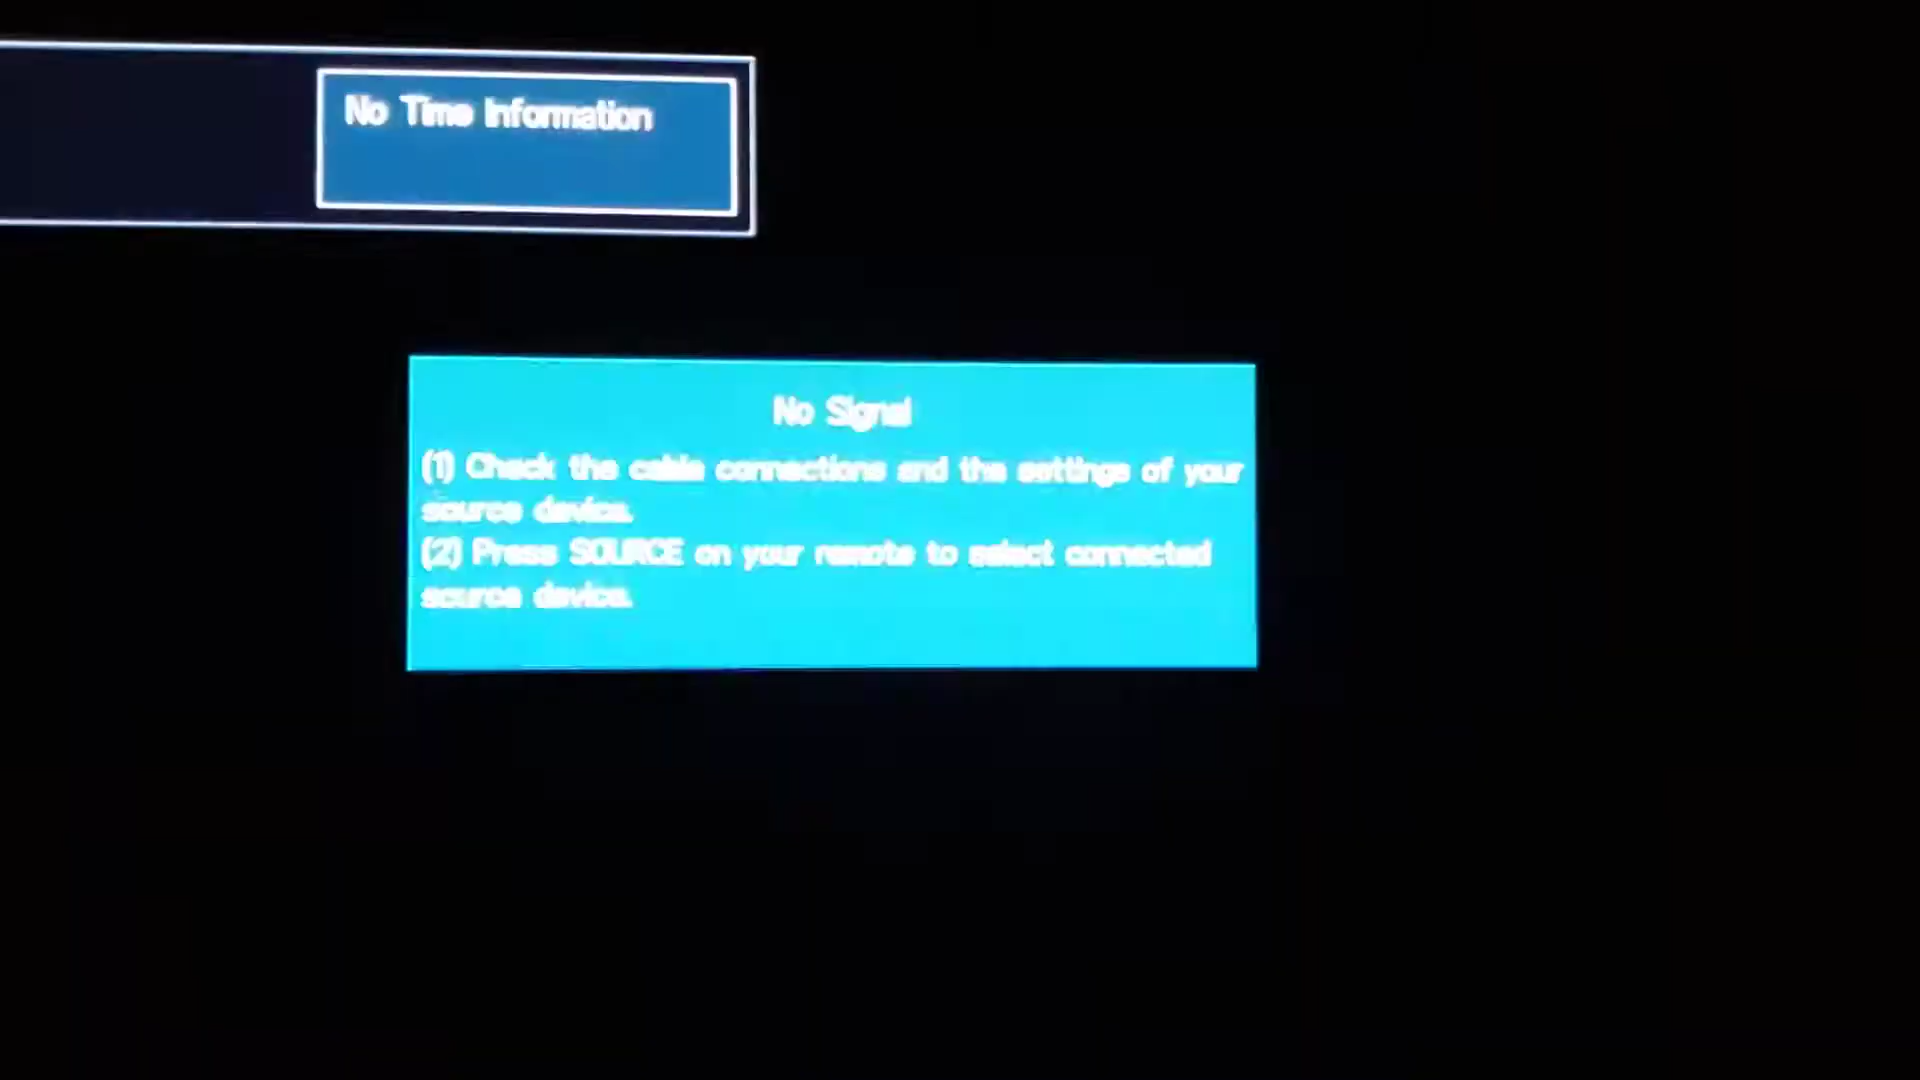 No Time Information
No Signal
(1) Check the cable connections and the settings of your
source device.
(2) Press SOURCE on your remote to select connected
source device.